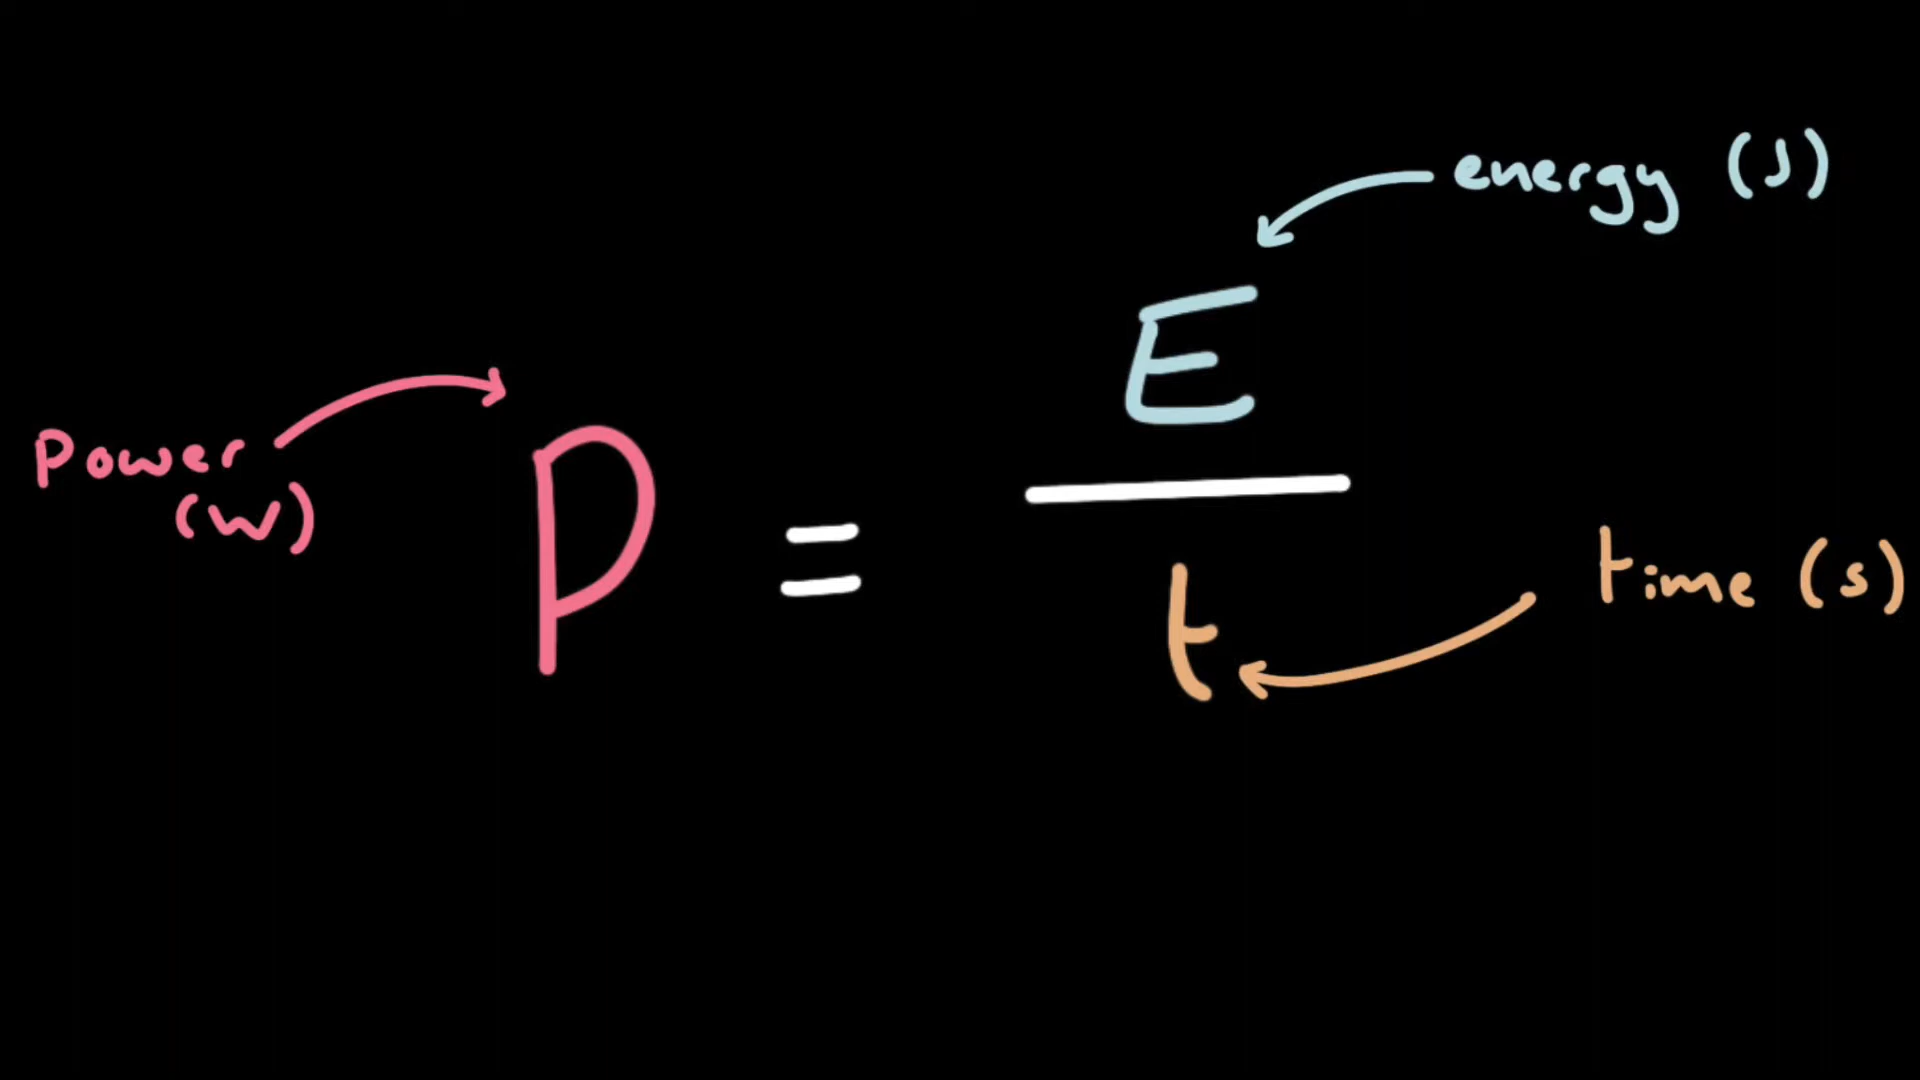 energy (J)
E
Power
(W)
P =
t
time (s)